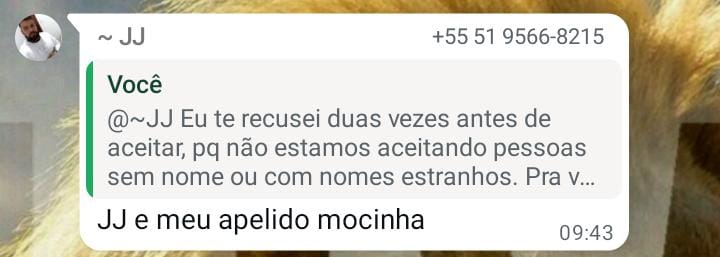 ~ JJ +55 51 9566-8215
Você
@~JJ Eu te recusei duas vezes antes de
aceitar, pq não estamos aceitando pessoas
sem nome ou com nomes estranhos. Pra v...
JJ e meu apelido mocinha
09:43